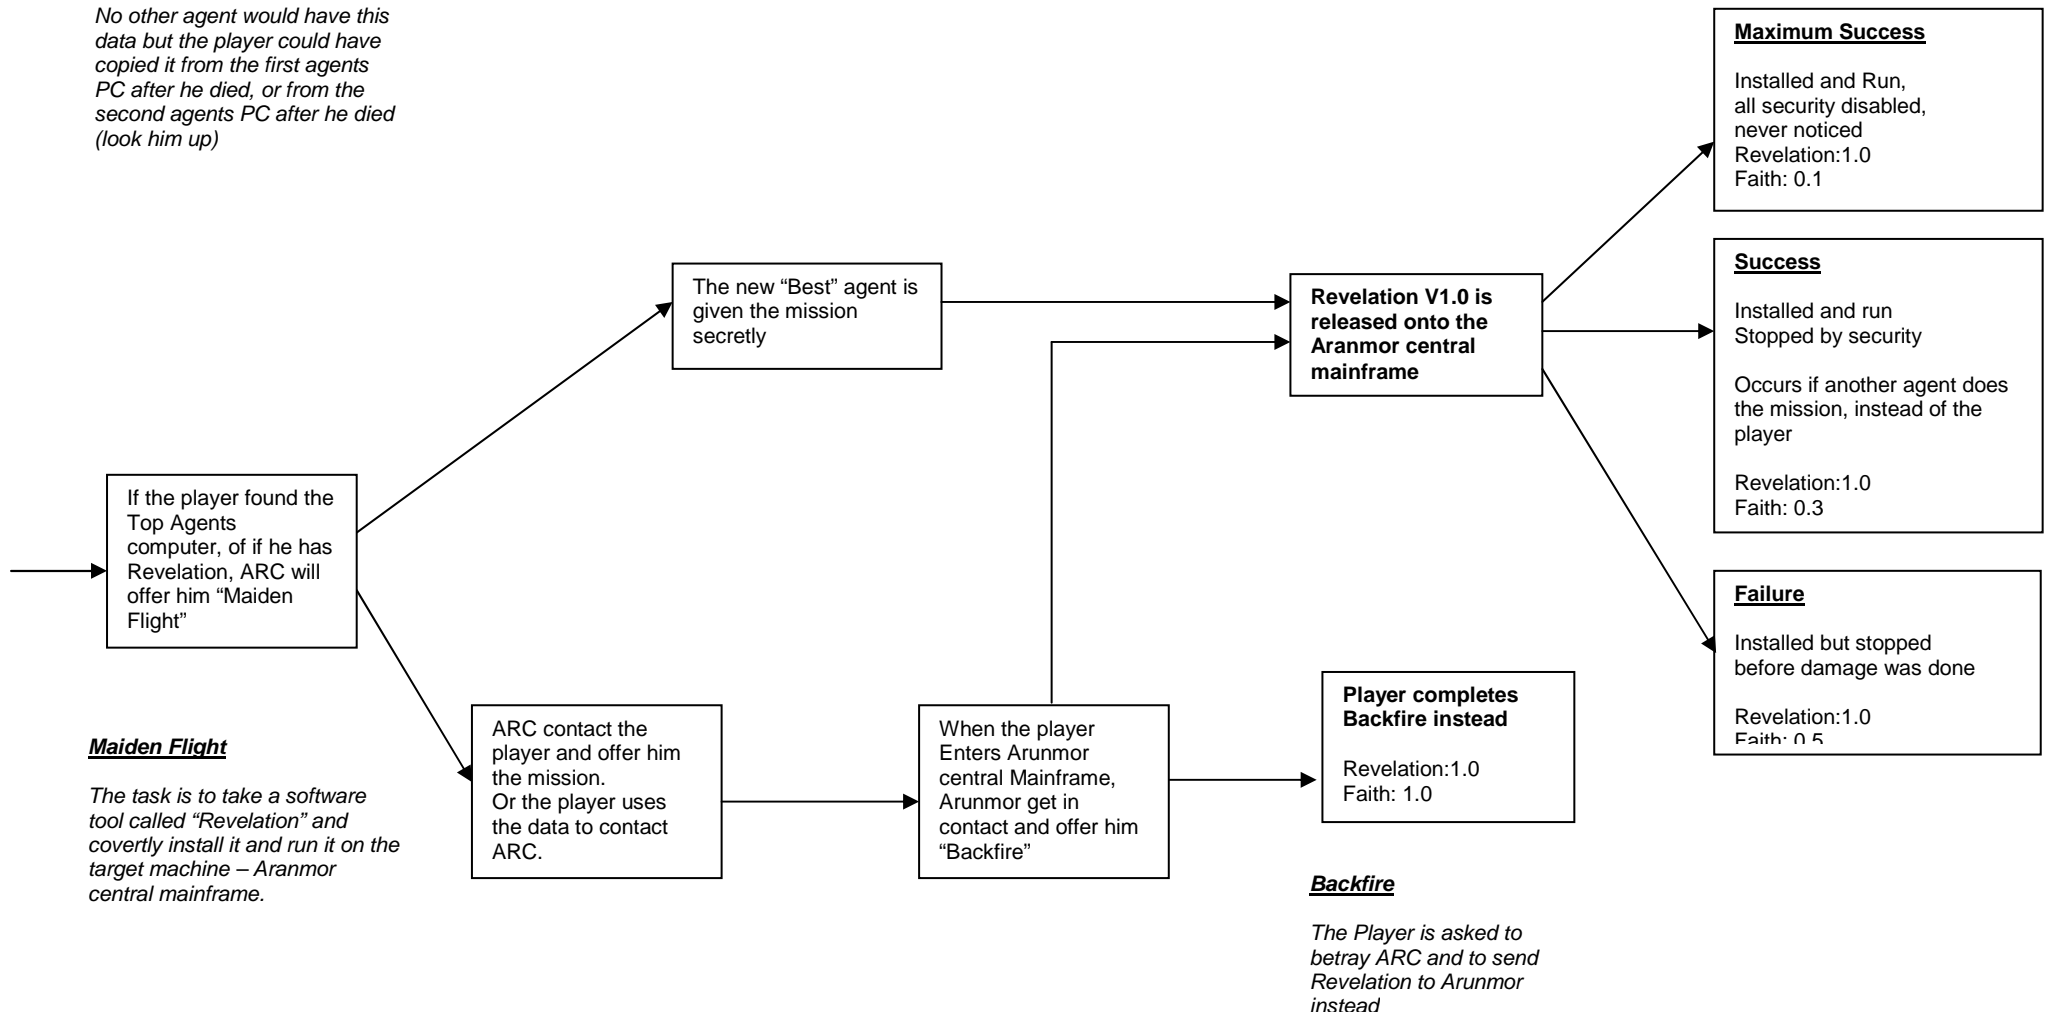 No other agent would have this
data but the player could have
copied it from the first agents
PC after he died, or from the
second agents PC after he died
(look him up)
If the player found the
Top Agents
computer, of if he has
Revelation, ARC will
offer him “Maiden
Flight”
Maiden Flight
The task is to take a software
tool called “Revelation” and
covertly install it and run it on the
target machine – Aranmor
central mainframe.
The new “Best” agent is
given the mission
secretly
ARC contact the
player and offer him
the mission.
Or the player uses
the data to contact
ARC.
When the player
Enters Arunmor
central Mainframe,
Arunmor get in
contact and offer him
“Backfire”
Revelation V1.0 is
released onto the
Aranmor central
mainframe
Player completes
Backfire instead
Revelation:1.0
Faith: 1.0
Backfire
The Player is asked to
betray ARC and to send
Revelation to Arunmor
instead
Maximum Success
Installed and Run,
all security disabled,
never noticed
Revelation:1.0
Faith: 0.1
Success
Installed and run
Stopped by security
Occurs if another agent does
the mission, instead of the
player
Revelation:1.0
Faith: 0.3
Failure
Installed but stopped
before damage was done
Revelation:1.0
Faith: 0.5